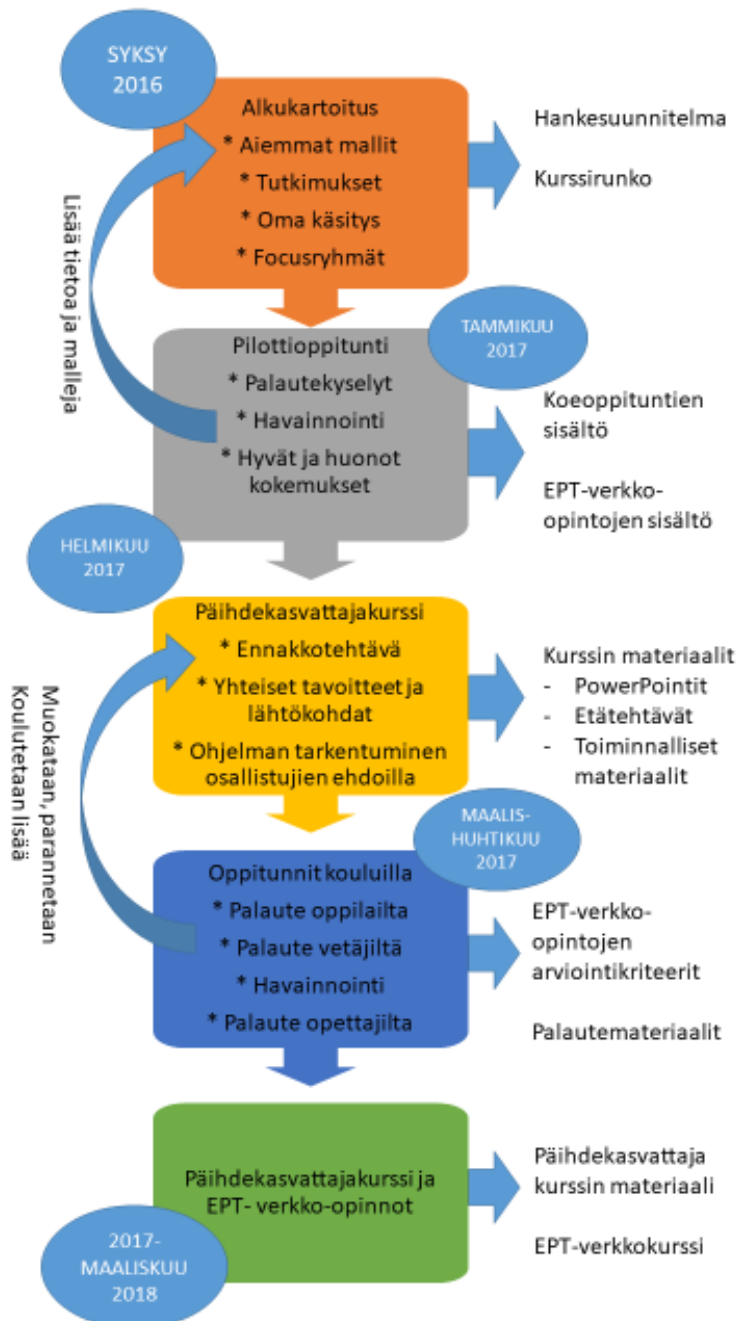 SYKSY
2016
Alkukartoitus
* Aiemmat mallit
* Tutkimukset
* Oma käsitys
* Focusryhmät
Hankesuunnitelma
Kurssirunko
Lisää tietoa ja malleja
TAMMIKUU
2017
Pilottioppitunti
* Palautekyselyt
* Havainnointi
* Hyvät ja huonot
kokemukset
Koeoppituntien
sisältö
EPT-verkko-
opintojen sisältö
HELMIKUU
2017
Päihdekasvattajakurssi
* Ennakkotehtävä
* Yhteiset tavoitteet ja
lähtökohdat
* Ohjelman tarkentuminen
osallistujien ehdoilla
Kurssin materiaalit
- PowerPointit
- Etätehtävät
- Toiminnalliset
materiaalit
Muokataan, parannetaan
Koulutetaan lisää
MAALIS-
HUHTIKUU
2017
Oppitunnit kouluilla
* Palaute oppilailta
* Palaute vetäjiltä
* Havainnointi
* Palaute opettajilta
EPT-verkko-
opintojen
arviointikriteerit
Palautemateriaalit
Päihdekasvattajakurssi ja
EPT- verkko-opinnot
2017-
MAALISKUU
2018
Päihdekasvattaja
kurssin materiaali
EPT-verkkokurssi